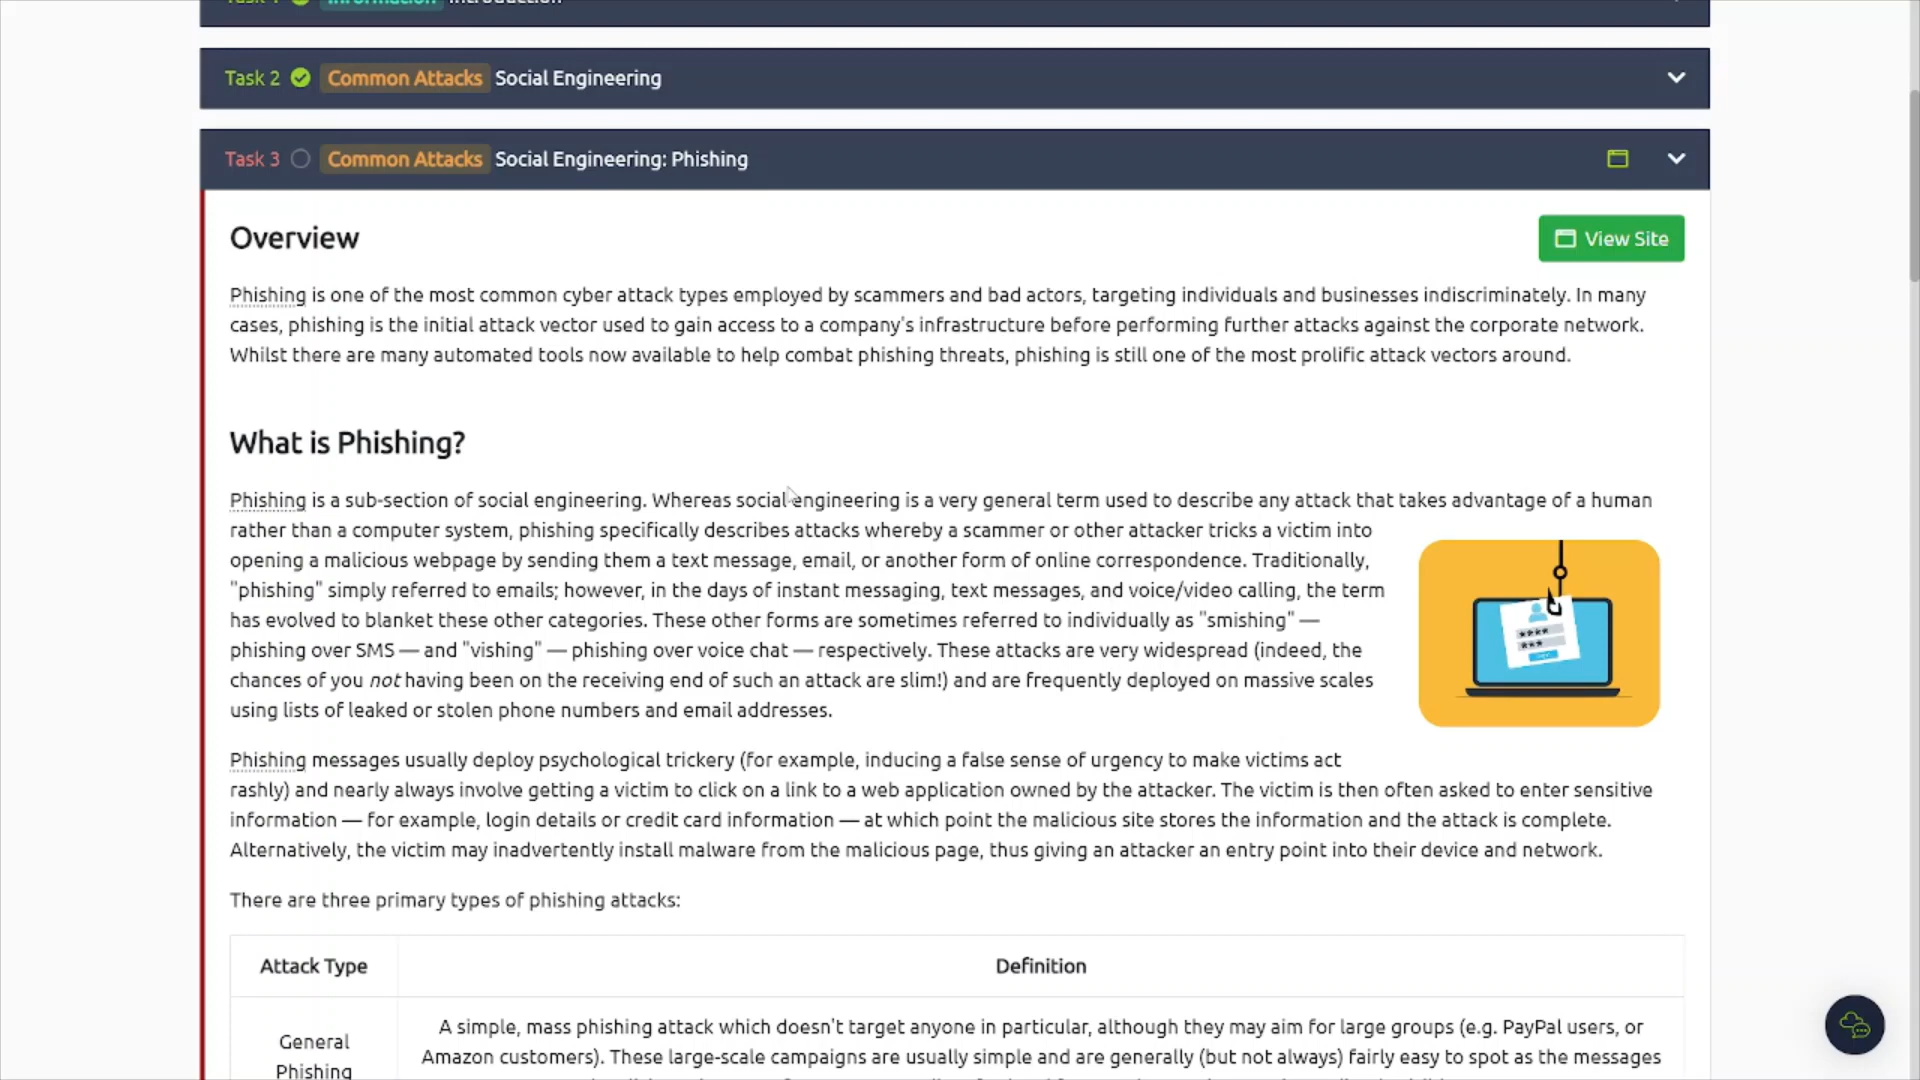 Task 1 Information Introduction
Task 2 Common Attacks Social Engineering
Task 3 Common Attacks Social Engineering: Phishing
Overview
View Site
Phishing is one of the most common cyber attack types employed by scammers and bad actors, targeting individuals and businesses indiscriminately. In many
cases, phishing is the initial attack vector used to gain access to a company's infrastructure before performing further attacks against the corporate network.
Whilst there are many automated tools now available to help combat phishing threats, phishing is still one of the most prolific attack vectors around.
What is Phishing?
Phishing is a sub-section of social engineering. Whereas social engineering is a very general term used to describe any attack that takes advantage of a human
rather than a computer system, phishing specifically describes attacks whereby a scammer or other attacker tricks a victim into
opening a malicious webpage by sending them a text message, email, or another form of online correspondence. Traditionally,
"phishing" simply referred to emails; however, in the days of instant messaging, text messages, and voice/video calling, the term
has evolved to blanket these other categories. These other forms are sometimes referred to individually as "smishing" —
phishing over SMS — and "vishing" — phishing over voice chat — respectively. These attacks are very widespread (indeed, the
chances of you not having been on the receiving end of such an attack are slim!) and are frequently deployed on massive scales
using lists of leaked or stolen phone numbers and email addresses.
Phishing messages usually deploy psychological trickery (for example, inducing a false sense of urgency to make victims act
rashly) and nearly always involve getting a victim to click on a link to a web application owned by the attacker. The victim is then often asked to enter sensitive
information — for example, login details or credit card information — at which point the malicious site stores the information and the attack is complete.
Alternatively, the victim may inadvertently install malware from the malicious page, thus giving an attacker an entry point into their device and network.
There are three primary types of phishing attacks:
Attack Type
Definition
General
Phishing
A simple, mass phishing attack which doesn't target anyone in particular, although they may aim for large groups (e.g. PayPal users, or
Amazon customers). These large-scale campaigns are usually simple and are generally (but not always) fairly easy to spot as the messages